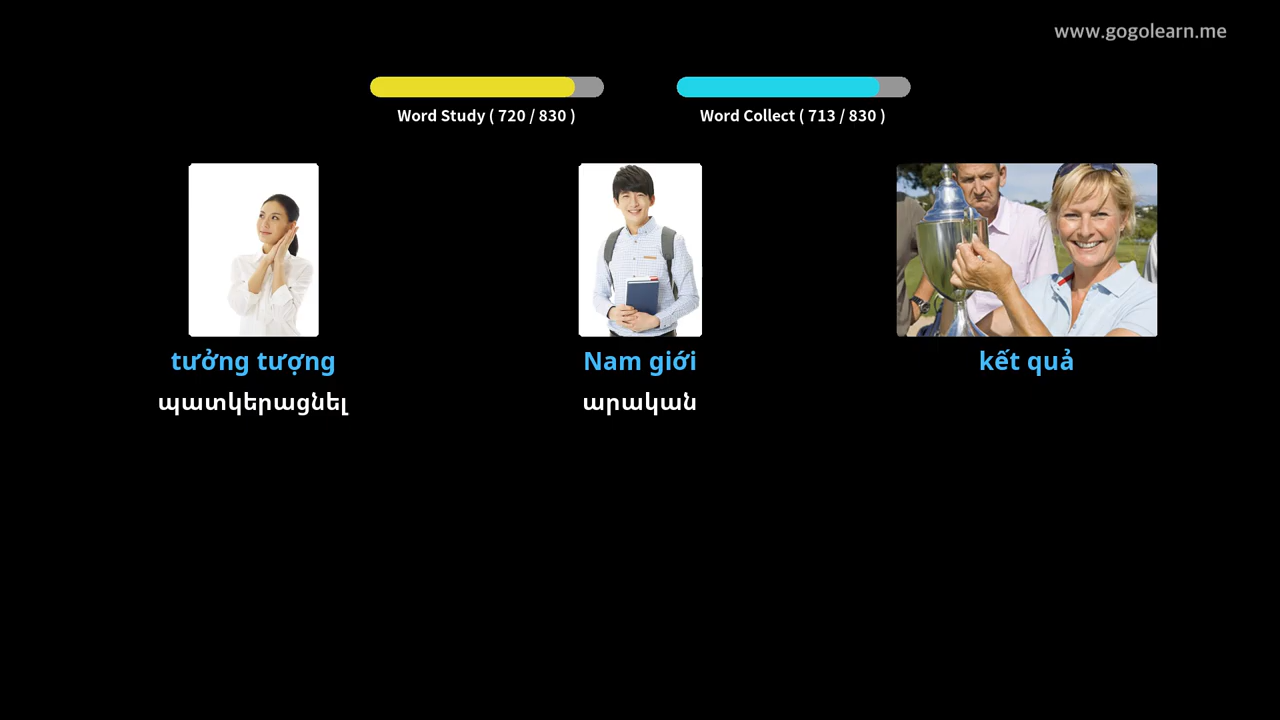 www.gogolearn.me
Word Study ( 720 / 830 )
Word Collect ( 713 / 830 )
tưởng tượng
Nam giới
kết quả
պատկերացնել
արական